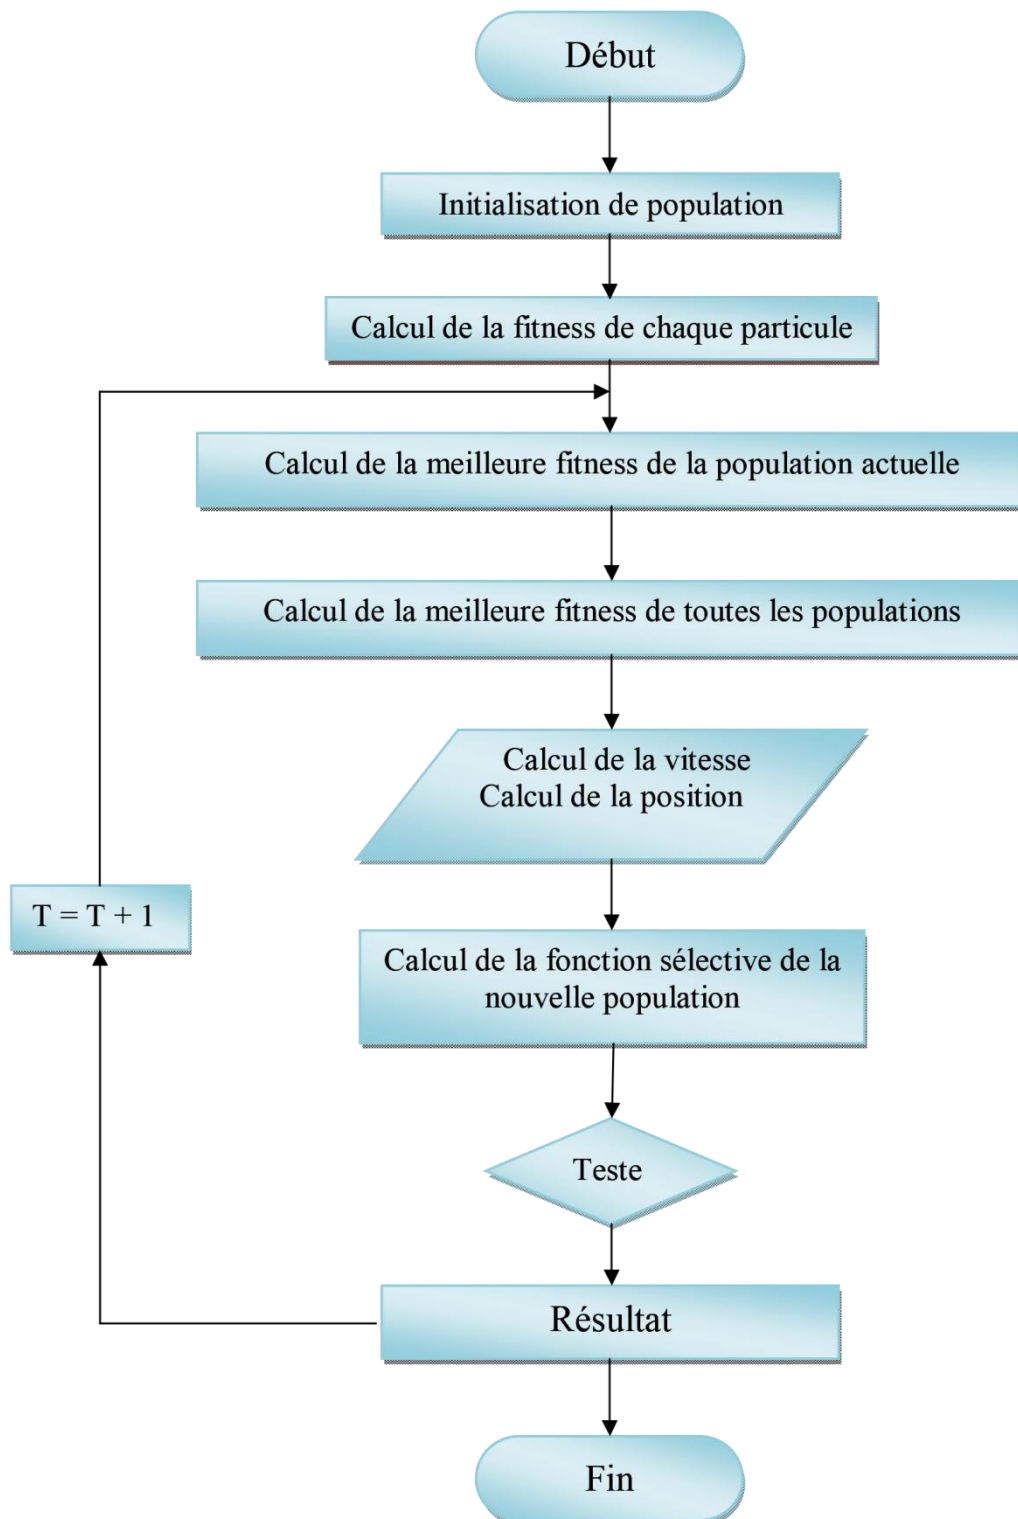 Début
Initialisation de population
Calcul de la fitness de chaque particule
Calcul de la meilleure fitness de la population actuelle
Calcul de la meilleure fitness de toutes les populations
Calcul de la vitesse
Calcul de la position
T = T + 1
Calcul de la fonction sélective de la
nouvelle population
Teste
Résultat
Fin